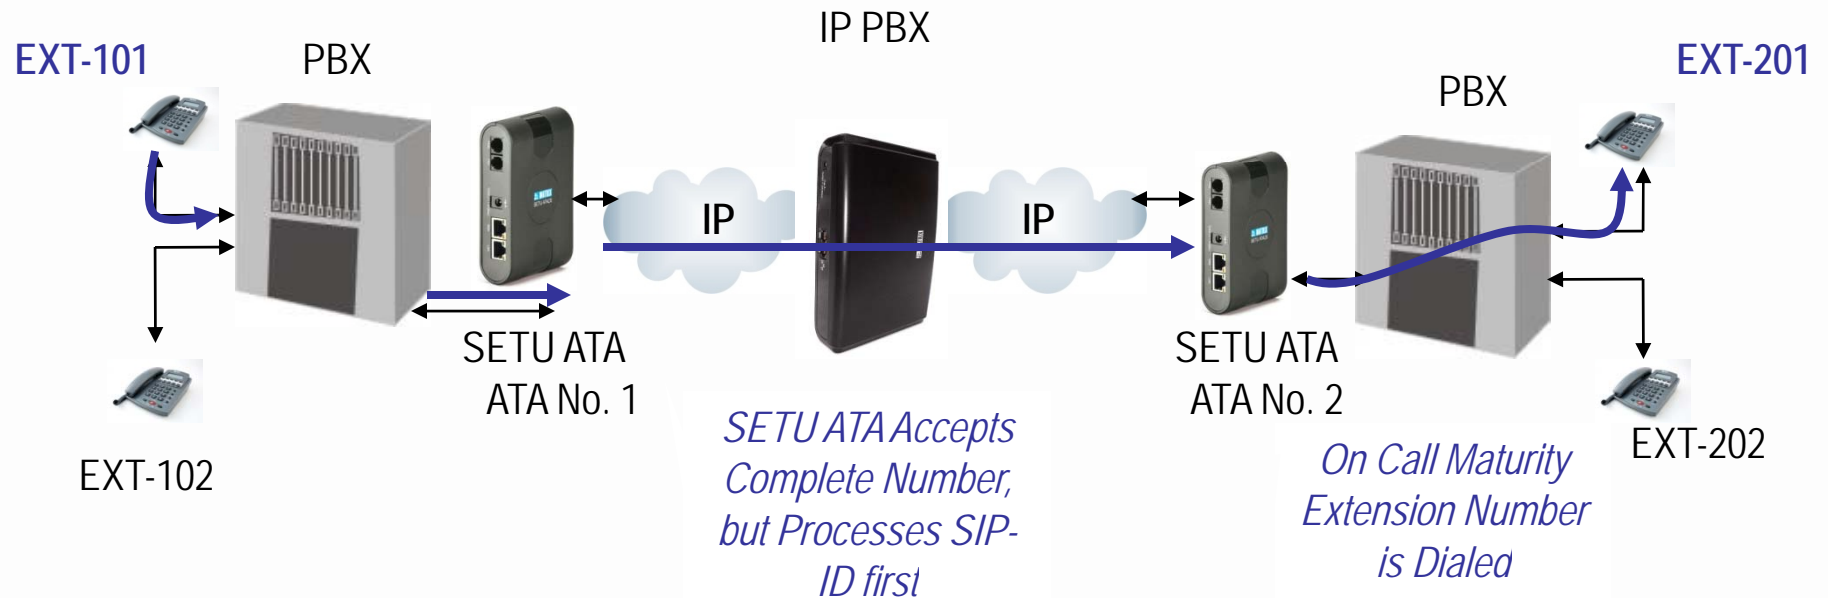 IP PBX
EXT-101
PBX
EXT-201
PBX
IP
IP
SETU ATA
ATA No. 1
SETU ATA
ATA No. 2
EXT-102
SETU ATA Accepts
Complete Number,
but Processes SIP-
ID first
On Call Maturity
Extension Number
is Dialed
EXT-202